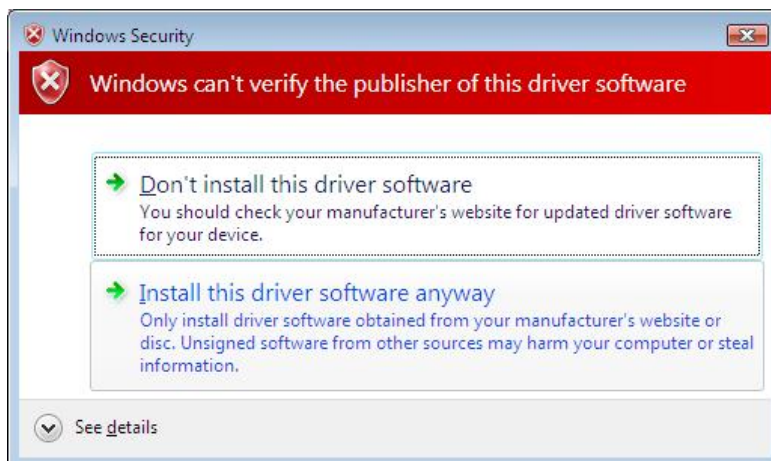 Windows Security
Windows can't verify the publisher of this driver software
Don't install this driver software
You should check your manufacturer's website for updated driver software
for your device.
Install this driver software anyway
Only install driver software obtained from your manufacturer's website or
disc. Unsigned software from other sources may harm your computer or steal
information.
See details